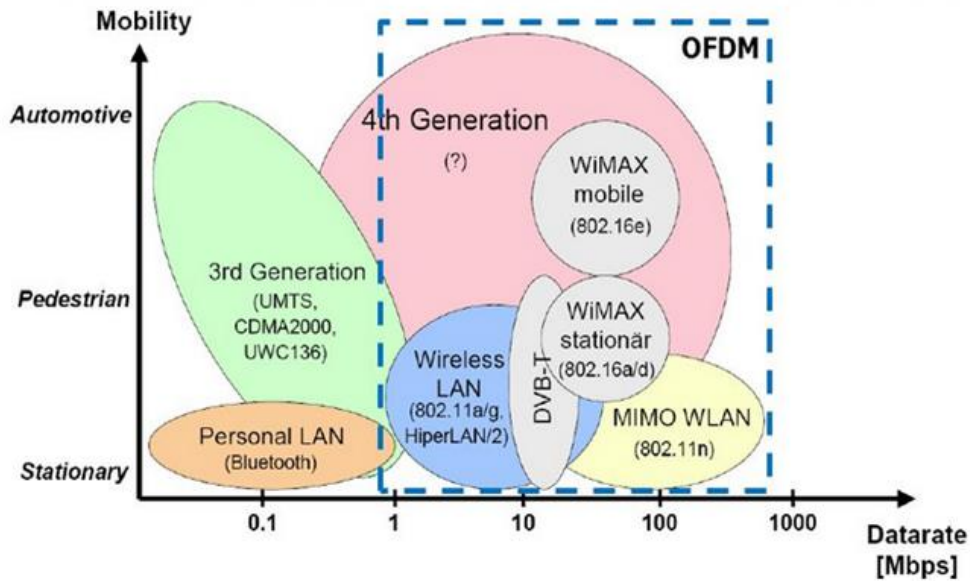 Mobility
OFDM
Automotive
4th Generation
(?)
WiMAX
mobile
(802.16e)
3rd Generation
(UMTS,
CDMA2000,
UWC136)
Pedestrian
WiMAX
stationär
(802.16a/d)
DVB-T
Wireless
LAN
(802.11a/g,
HiperLAN/2)
MIMO WLAN
(802.11n)
Personal LAN
(Bluetooth)
Stationary
0.1 1 10 100 1000
Datarate
[Mbps]